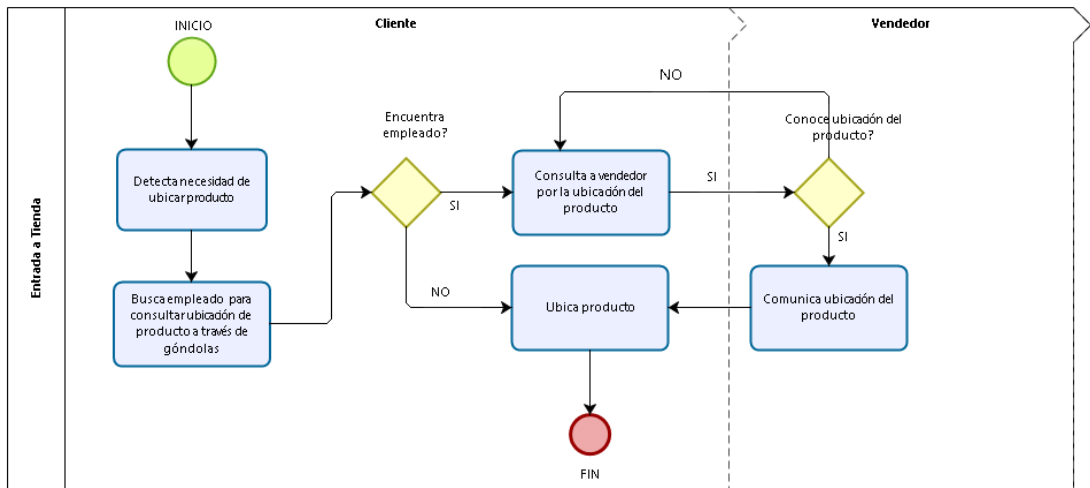 Entrada a Tienda
Cliente
Vendedor
INICIO
Detecta necesidad de
ubicar producto
Busca empleado para
consultar ubicación de
producto a través de
góndolas
Encuentra
empleado?
SI
NO
Consulta a vendedor
por la ubicación del
producto
SI
NO
Conoce ubicación del
producto?
SI
Comunica ubicación del
producto
Ubica producto
FIN